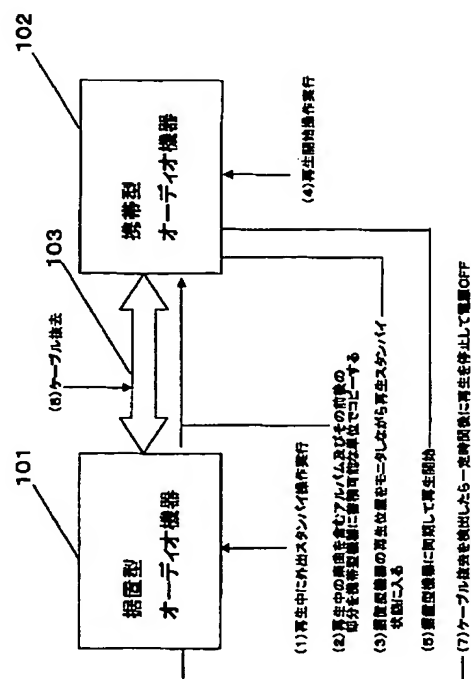 101
据置型
オーディオ機器
103
(6)ケーブル抜去
102
携帯型
オーディオ機器
(1)再生中に外出スタンバイ操作実行
(2)再生中の楽曲を含むアルバム及びその前後の
部分を携帯型機器に蓄積可能な単位でコピーする
(3)据置型機器の再生位置をモニタしながら再生スタンバイ
状態に入る
(4)再生開始操作実行
(5)据置型機器に同期して再生開始
(7)ケーブル抜去を検出したら一定時間後に再生を停止して電源OFF